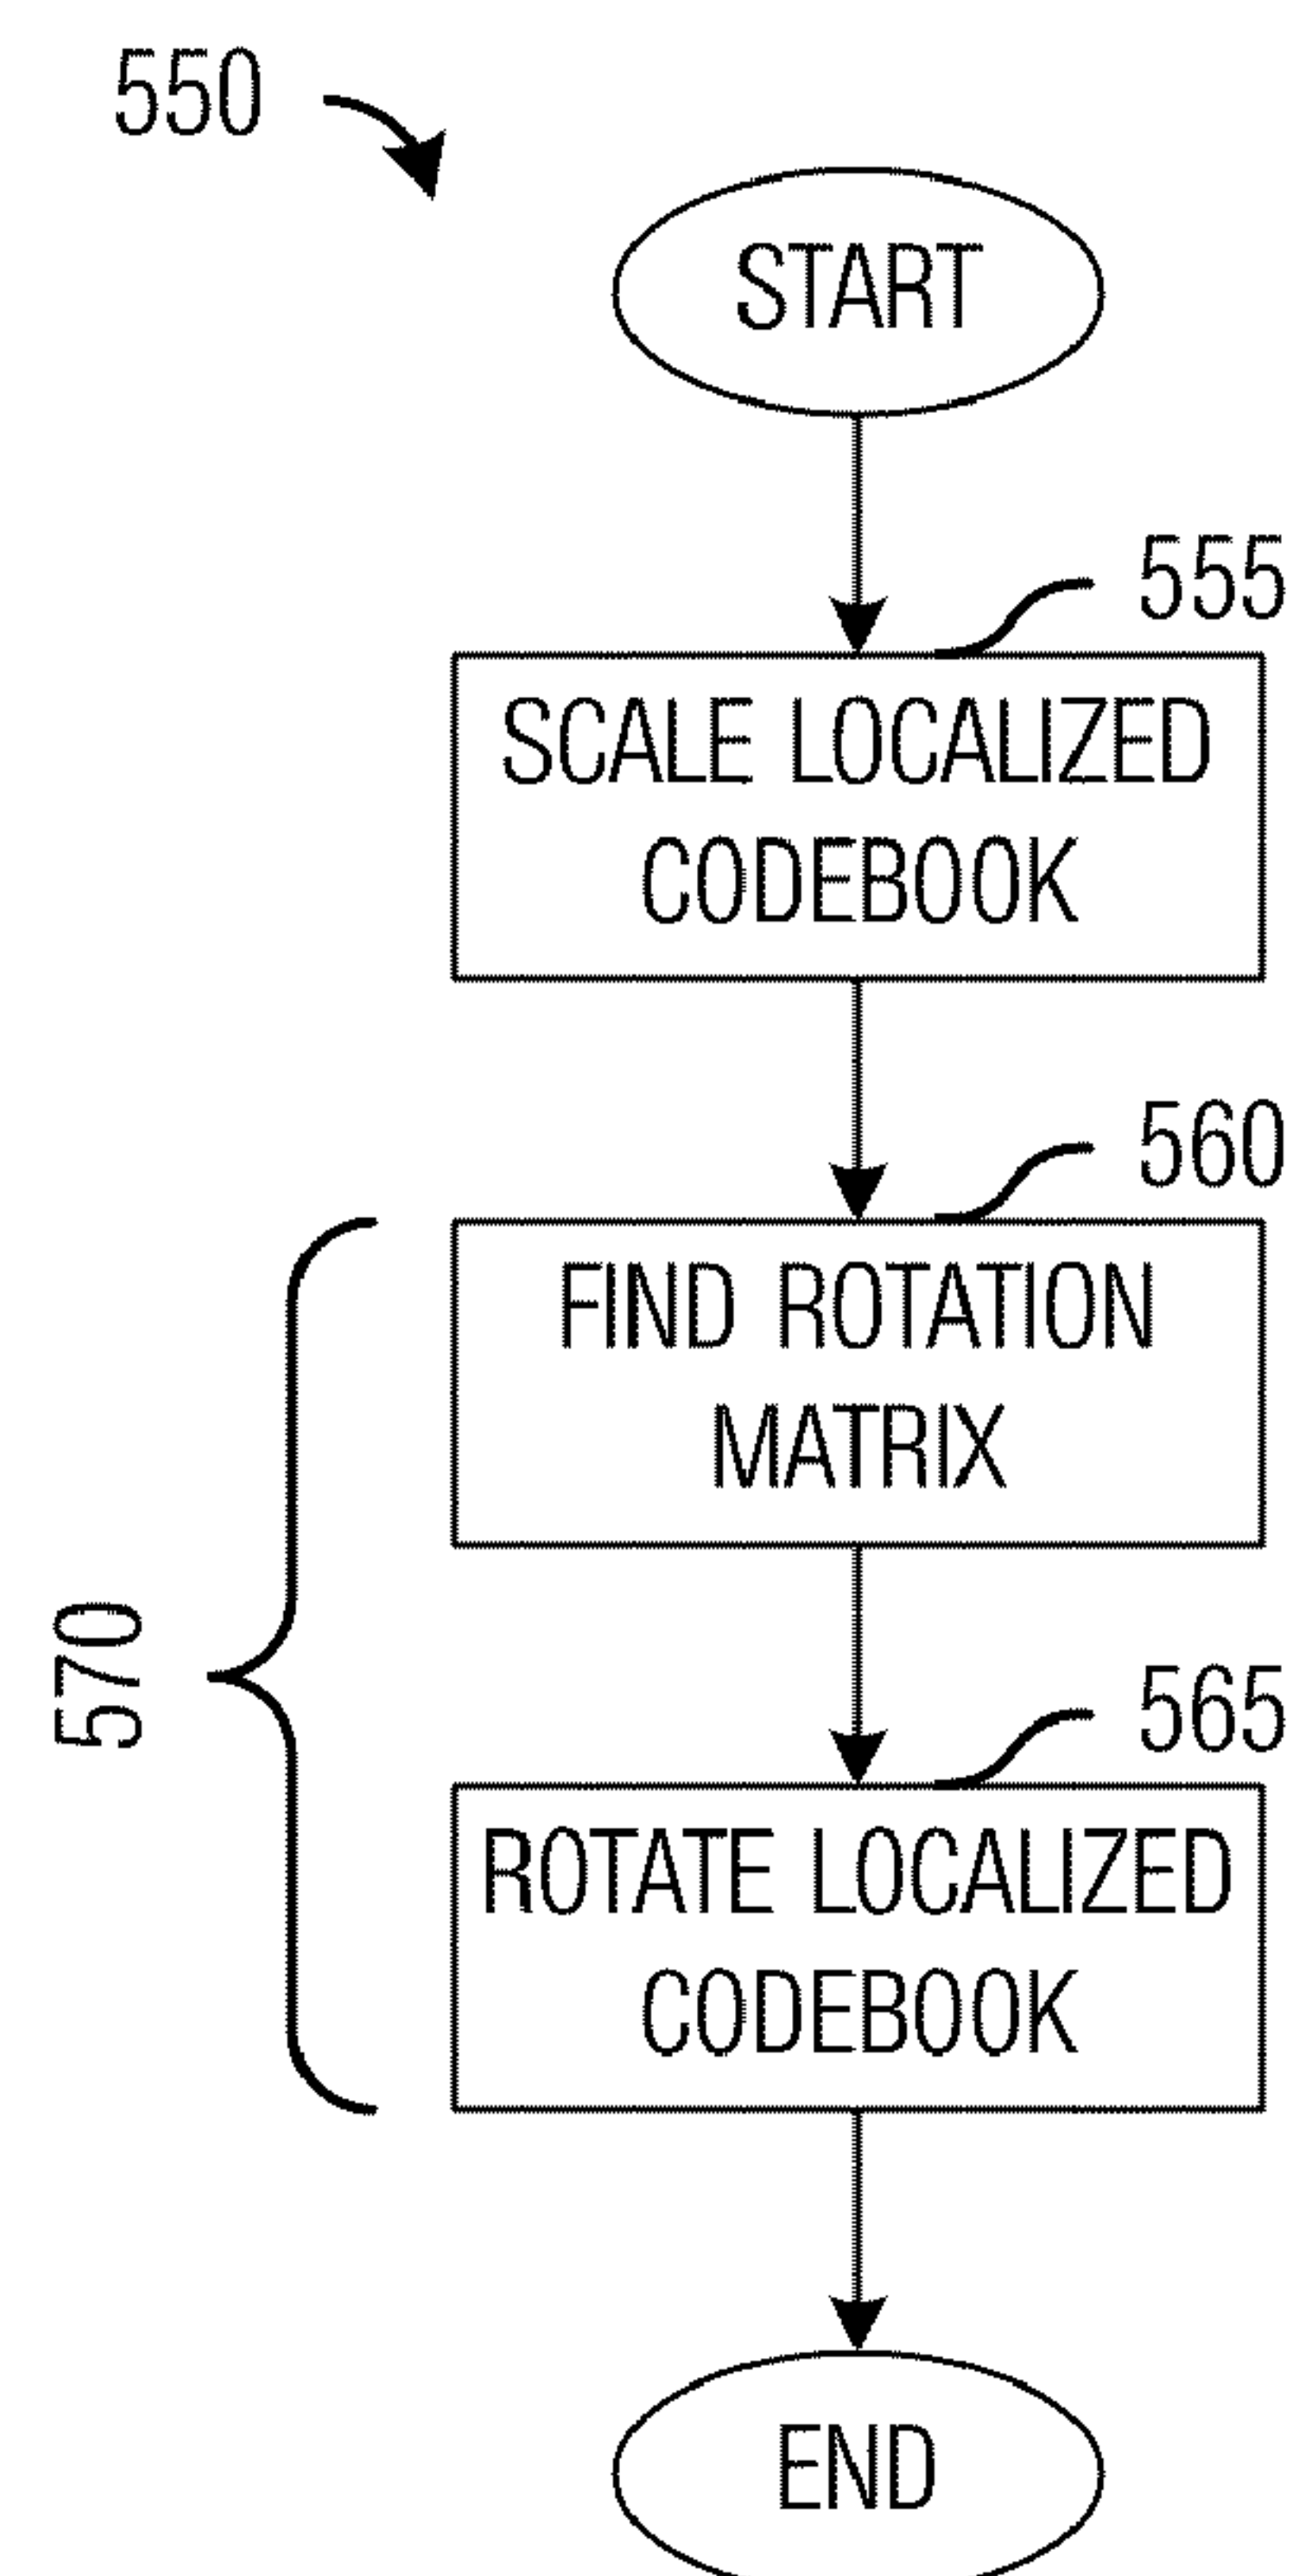 550
START
555
SCALE LOCALIZED
CODEBOOK
560
FIND ROTATION
MATRIX
570
565
ROTATE LOCALIZED
CODEBOOK
END